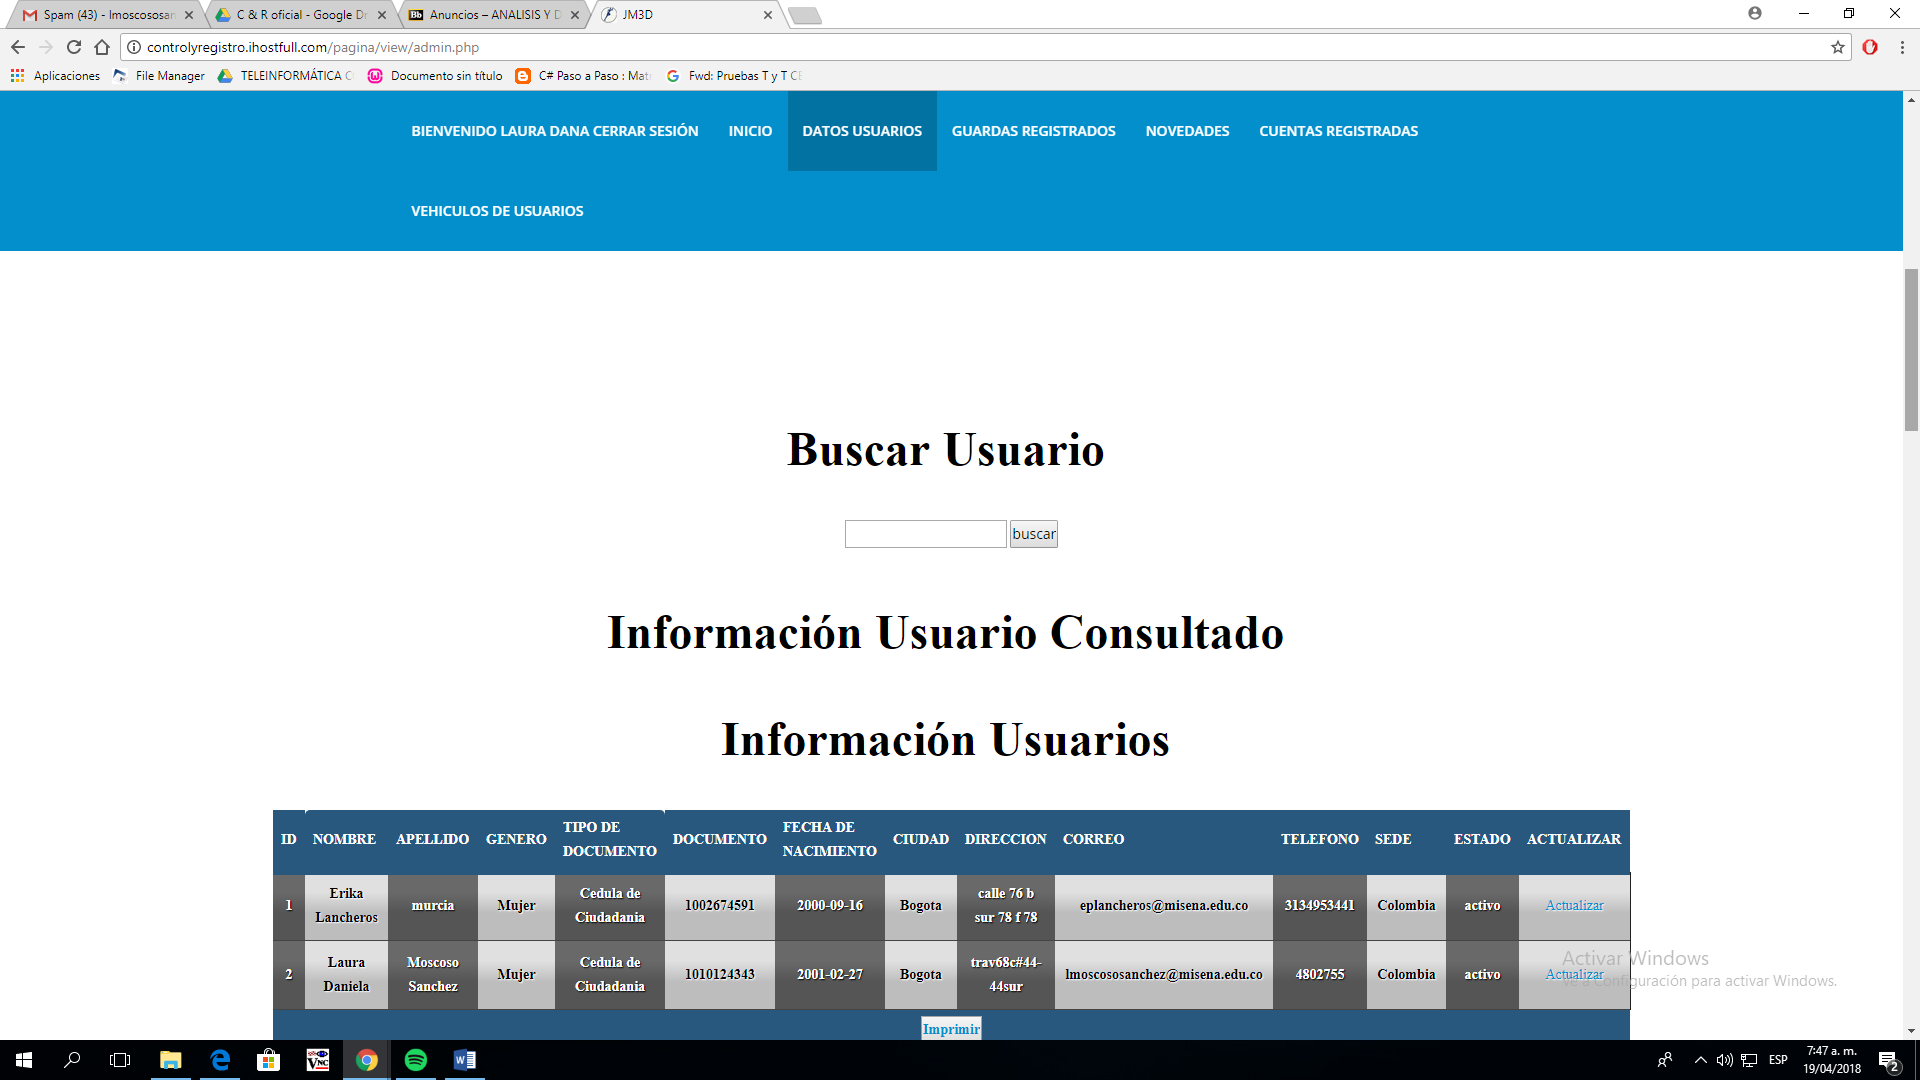 Spam (43) - lmoscososan
C & R oficial - Google Dr
Anuncios – ANALISIS Y D
JM3D
controlyregistro.ihostfull.com/pagina/view/admin.php
Aplicaciones File Manager TELEINFORMÁTICA C Documento sin título C# Paso a Paso : Mat Fwd: Pruebas T y T CE
BIENVENIDO LAURA DANA CERRAR SESIÓN INICIO DATOS USUARIOS GUARDAS REGISTRADOS NOVEDADES CUENTAS REGISTRADAS
VEHICULOS DE USUARIOS
Buscar Usuario
buscar
Información Usuario Consultado
Información Usuarios
ID NOMBRE APELLIDO GENERO TIPO DE DOCUMENTO DOCUMENTO FECHA DE NACIMIENTO CIUDAD DIRECCION CORREO TELEFONO SEDE ESTADO ACTUALIZAR
1 Erika Lancheros murcia Mujer Cedula de Ciudadania 1002674591 2000-09-16 Bogota calle 76 b sur 78 f 78 eplancheros@misena.edu.co 3134953441 Colombia activo Actualizar
2 Laura Daniela Moscoso Sanchez Mujer Cedula de Ciudadania 1010124343 2001-02-27 Bogota trav68c#44-44sur lmoscososanchez@misena.edu.co 4802755 Colombia activo Actualizar
Imprimir
Activar Windows
Ve a Configuración para activar Windows.
ESP
7:47 a. m.
19/04/2018
2